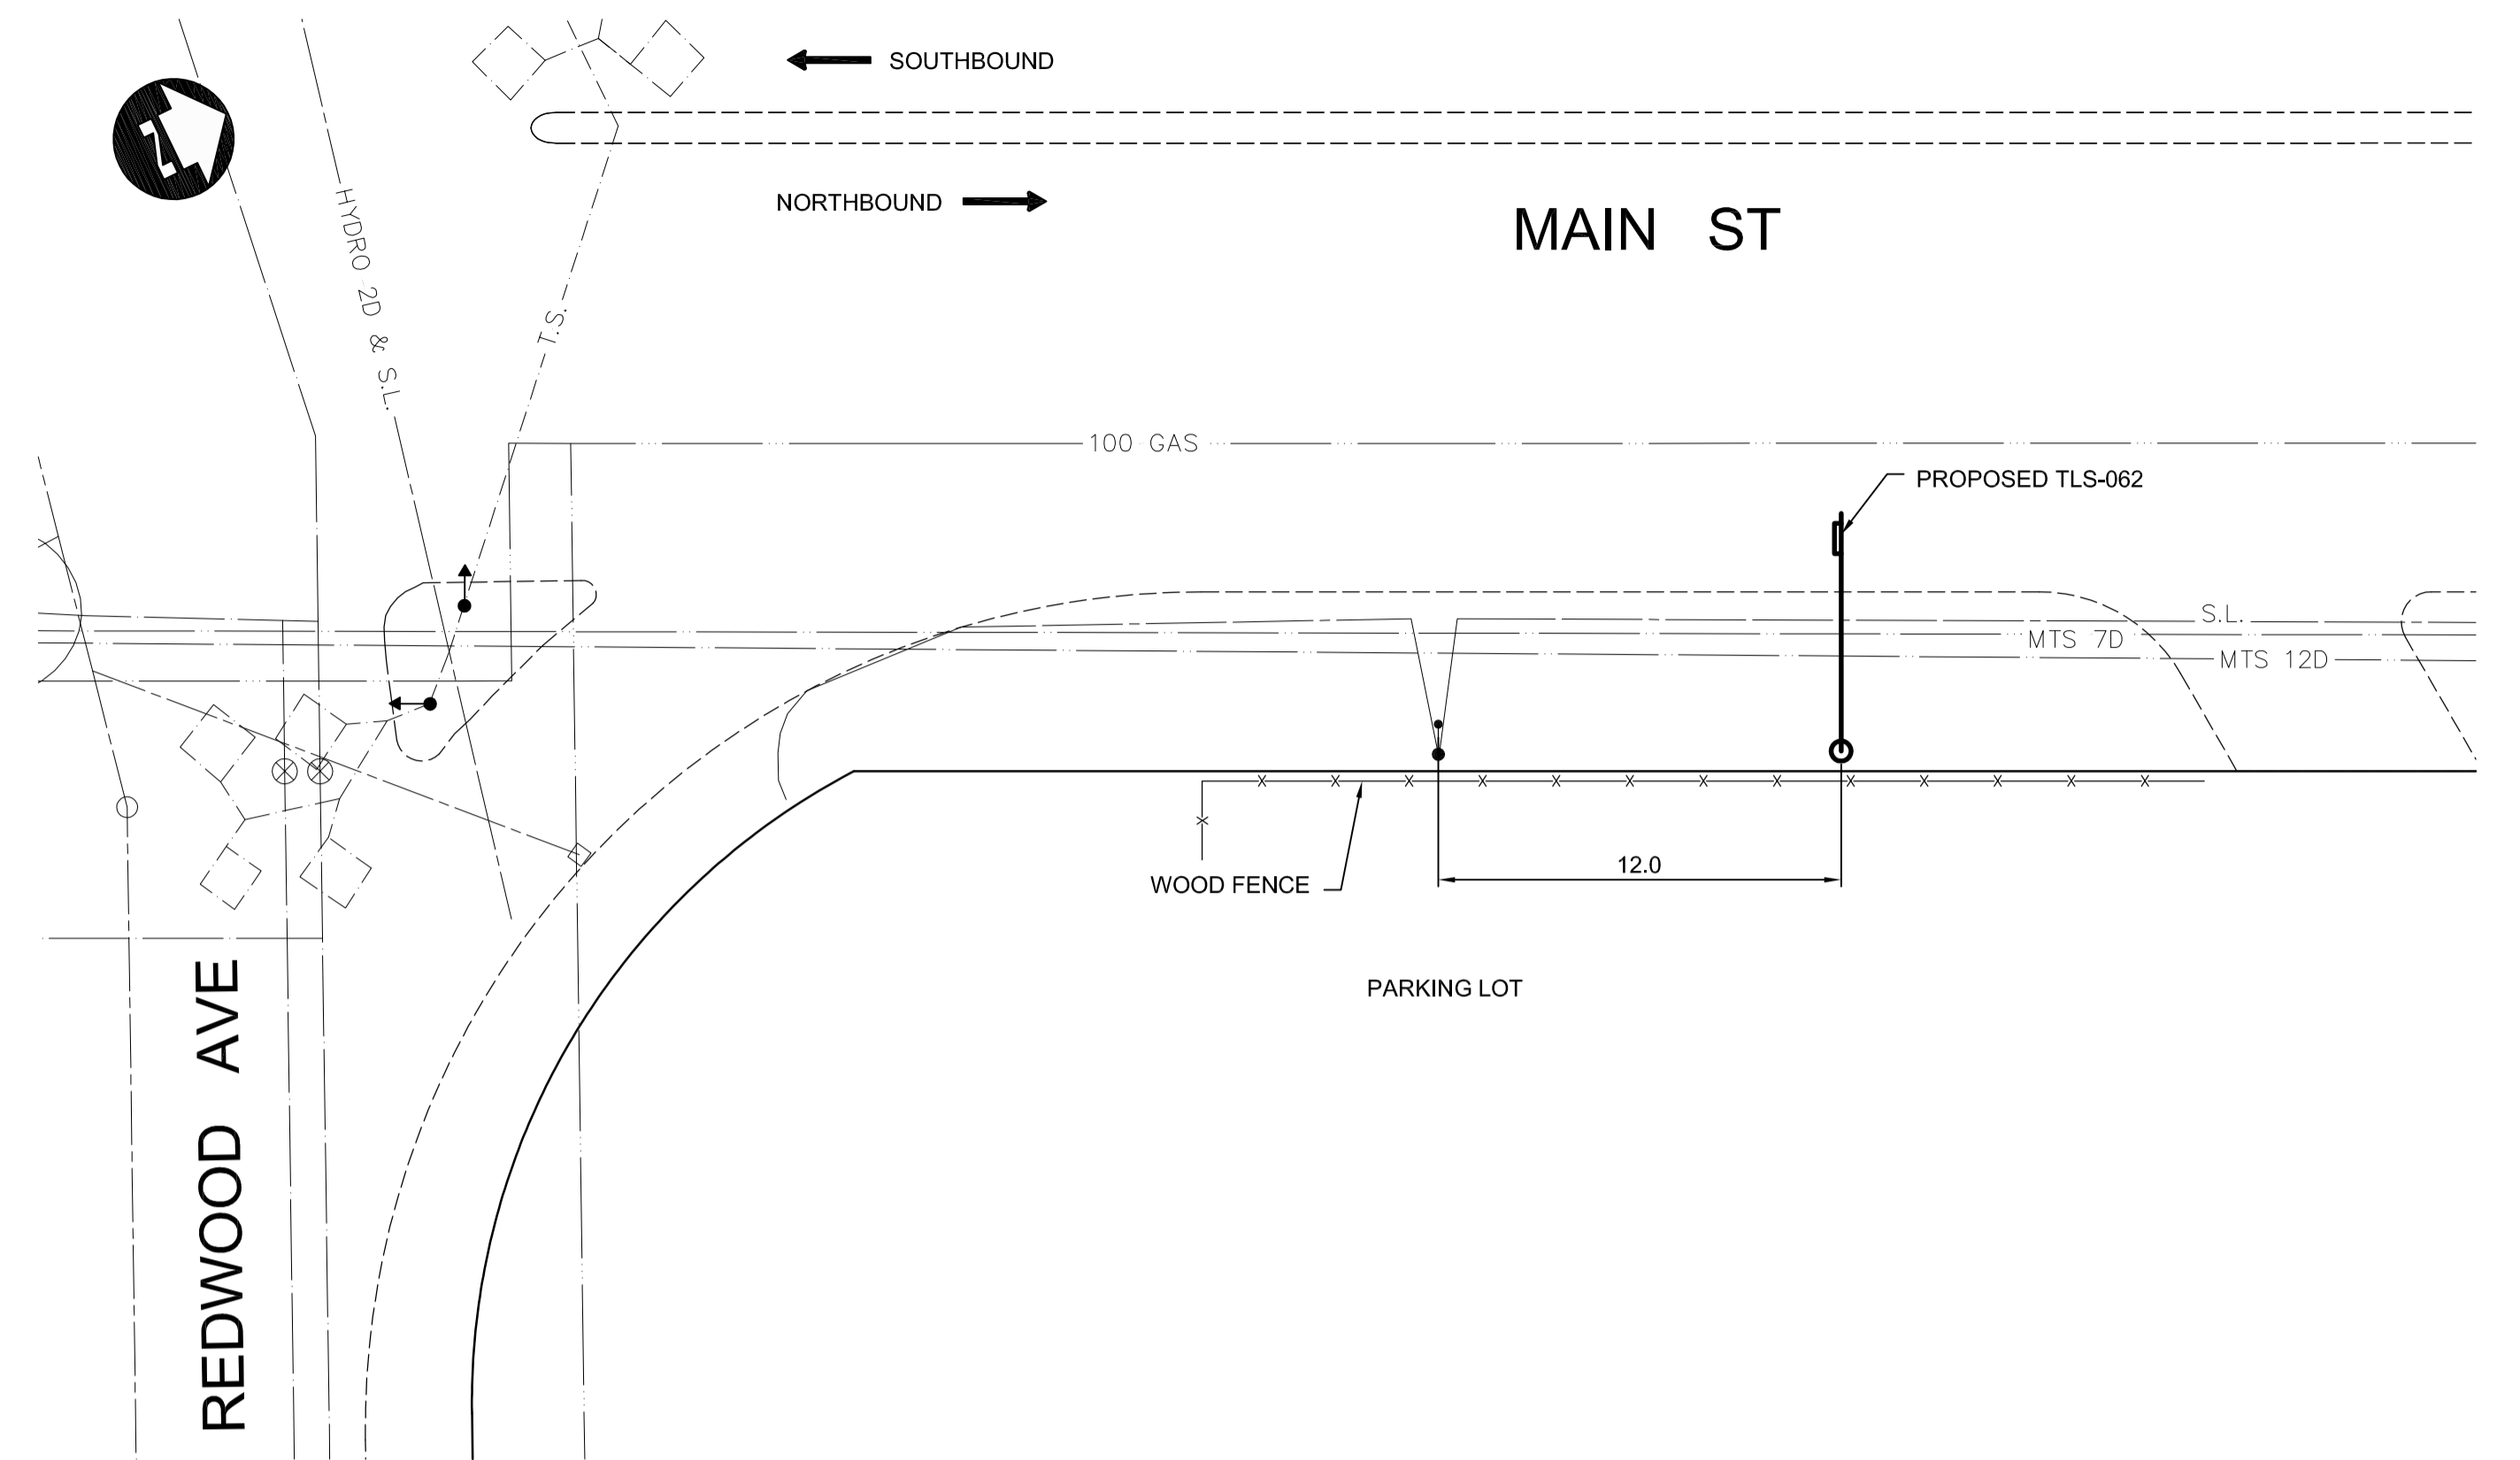 SOUTHBOUND
N
NORTHBOUND
MAIN ST
HYDRO 2D & S.L.
T.S.
100 GAS
PROPOSED TLS-062
S.L.
MTS 7D
MTS 12D
12.0
WOOD FENCE
PARKING LOT
REDWOOD AVE